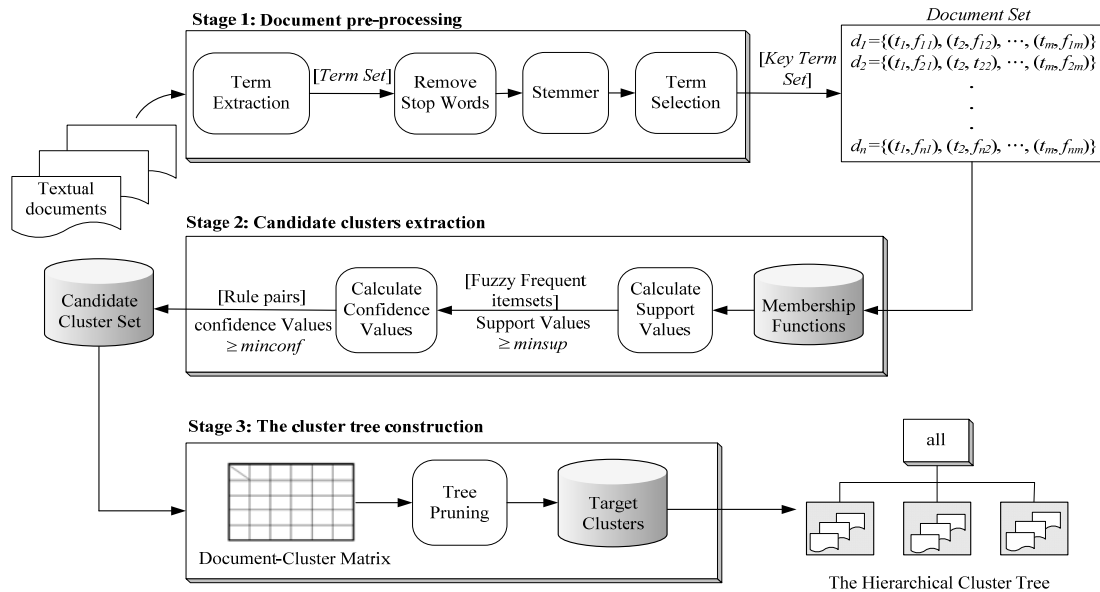 Stage 1: Document pre-processing
Document Set
Term
Extraction
[Term Set]
Remove
Stop Words
Stemmer
Term
Selection
[Key Term
Set]
d1={(t1, f11), (t2, f12), ⋯, (tm, f1m)}
d2={(t1, f21), (t2, t22), ⋯, (tm, f2m)}
.
.
.
dn={(t1, fn1), (t2, fn2), ⋯, (tm, fnm)}
Textual
documents
Stage 2: Candidate clusters extraction
Candidate
Cluster Set
[Rule pairs]
confidence Values
≥ minconf
Calculate
Confidence
Values
[Fuzzy Frequent
itemsets]
Support Values
≥ minsup
Calculate
Support
Values
Membership
Functions
Stage 3: The cluster tree construction
Document-Cluster Matrix
Tree
Pruning
Target
Clusters
all
The Hierarchical Cluster Tree